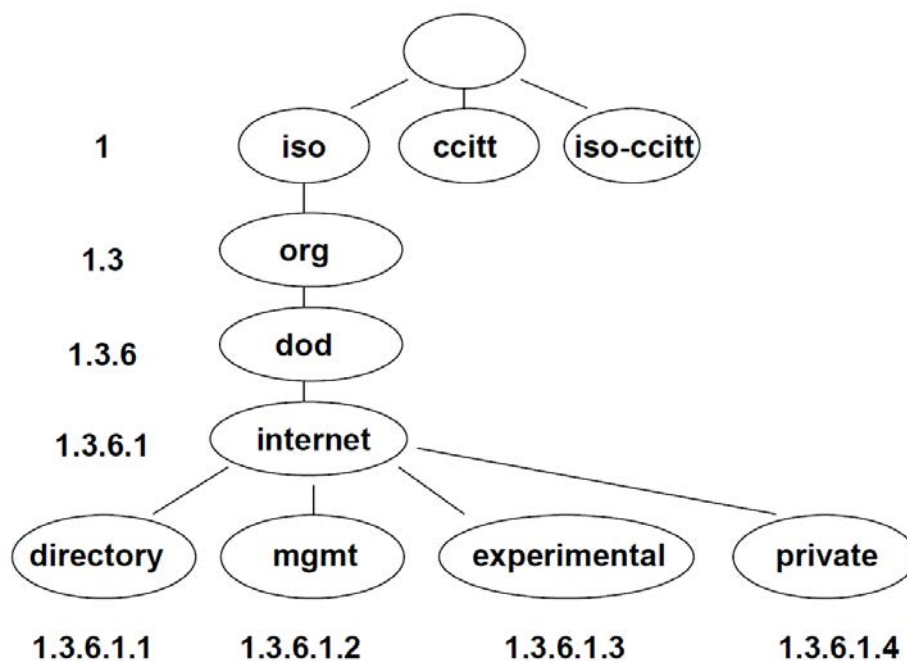 1 iso ccitt iso-ccitt
1.3 org
1.3.6 dod
1.3.6.1 internet
directory mgmt experimental private
1.3.6.1.1 1.3.6.1.2 1.3.6.1.3 1.3.6.1.4